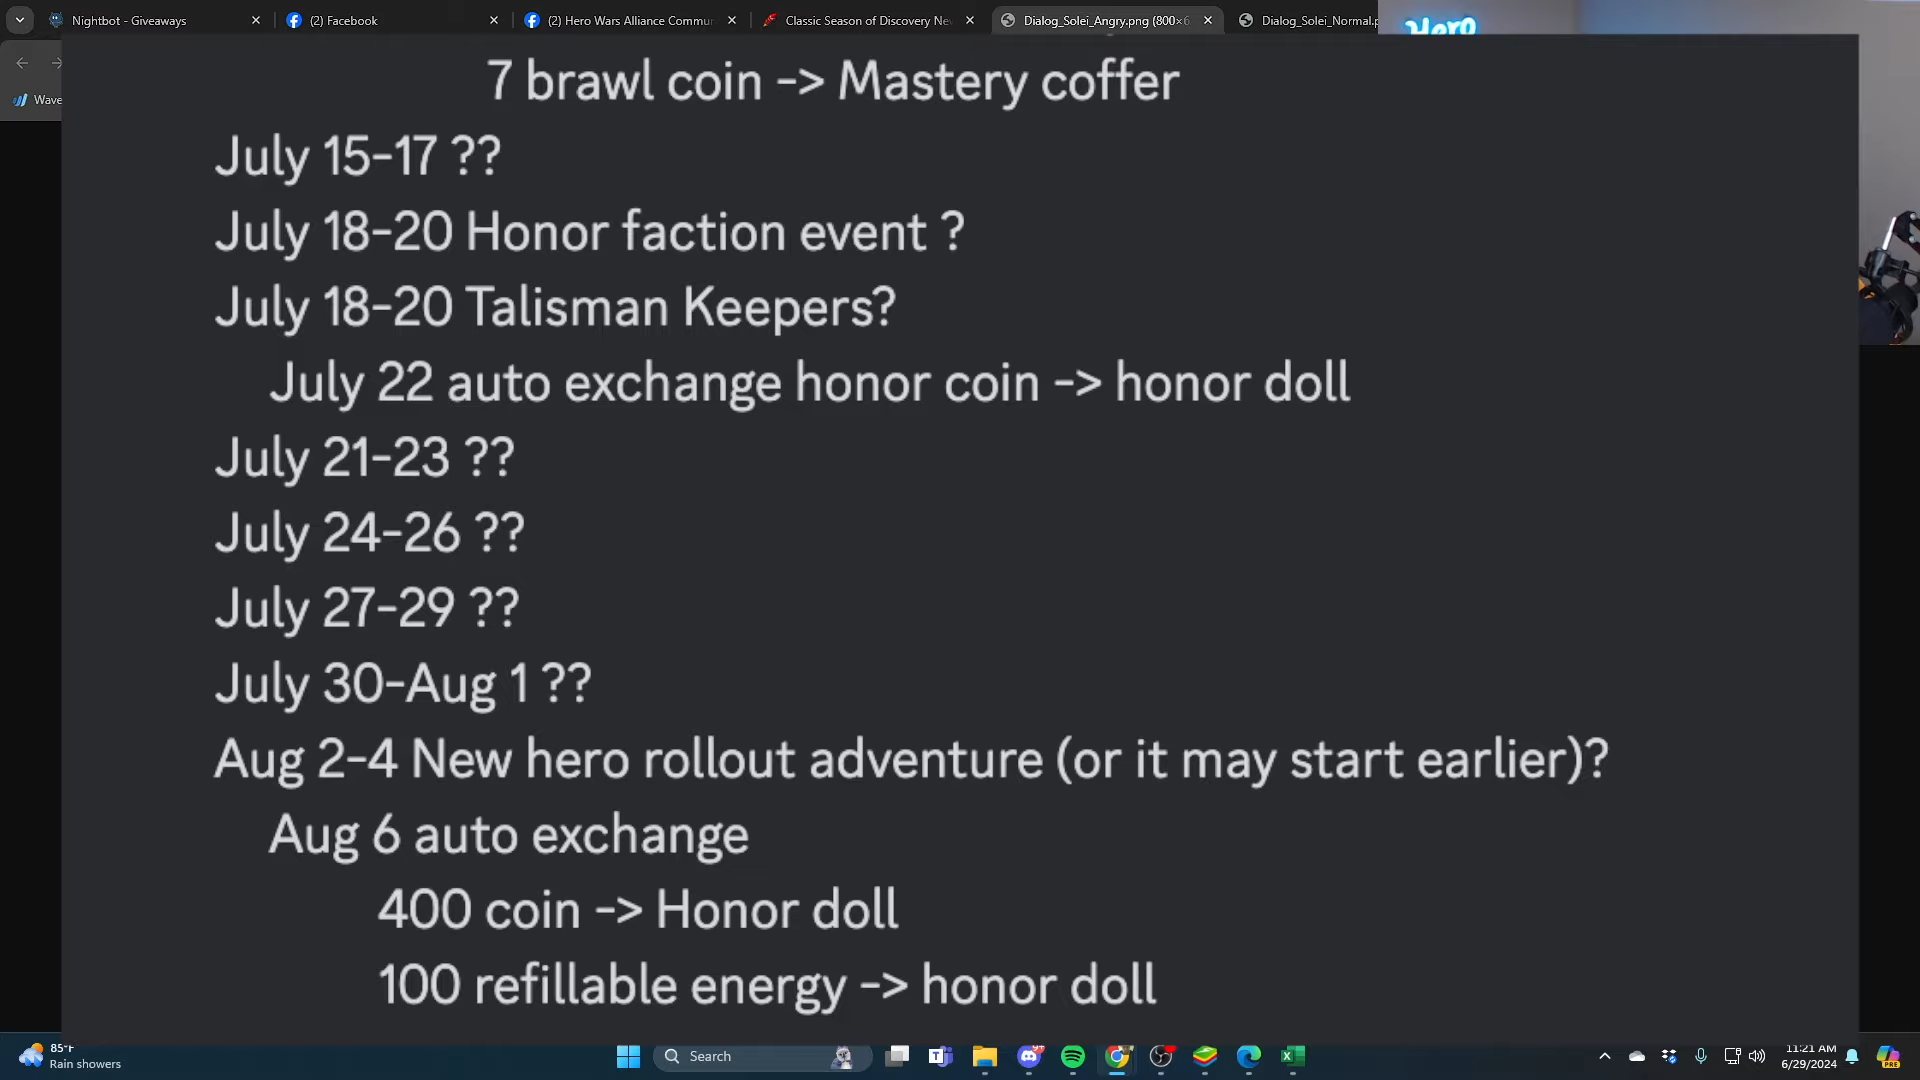 Nightbot - Giveaways
(2) Facebook
(2) Hero Wars Alliance Commun
Classic Season of Discovery Nev
Dialog_Solei_Angry.png (800×6
Dialog_Solei_Normal.p
Hero
Wave
7 brawl coin -> Mastery coffer
July 15-17 ??
July 18-20 Honor faction event ?
July 18-20 Talisman Keepers?
July 22 auto exchange honor coin -> honor doll
July 21-23 ??
July 24-26 ??
July 27-29 ??
July 30-Aug 1 ??
Aug 2-4 New hero rollout adventure (or it may start earlier)?
Aug 6 auto exchange
400 coin -> Honor doll
100 refillable energy -> honor doll
85°F
Rain showers
Search
11:21 AM
6/29/2024